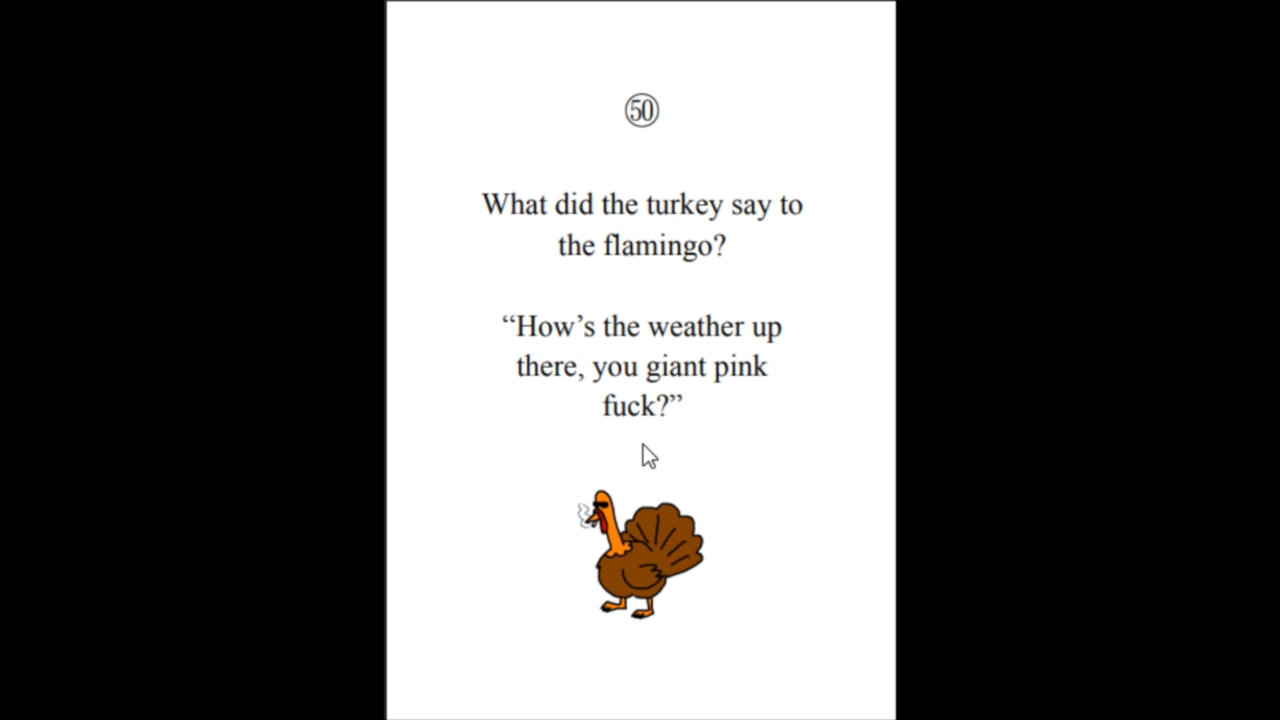 ㊿
What did the turkey say to
the flamingo?
“How’s the weather up
there, you giant pink
fuck?”